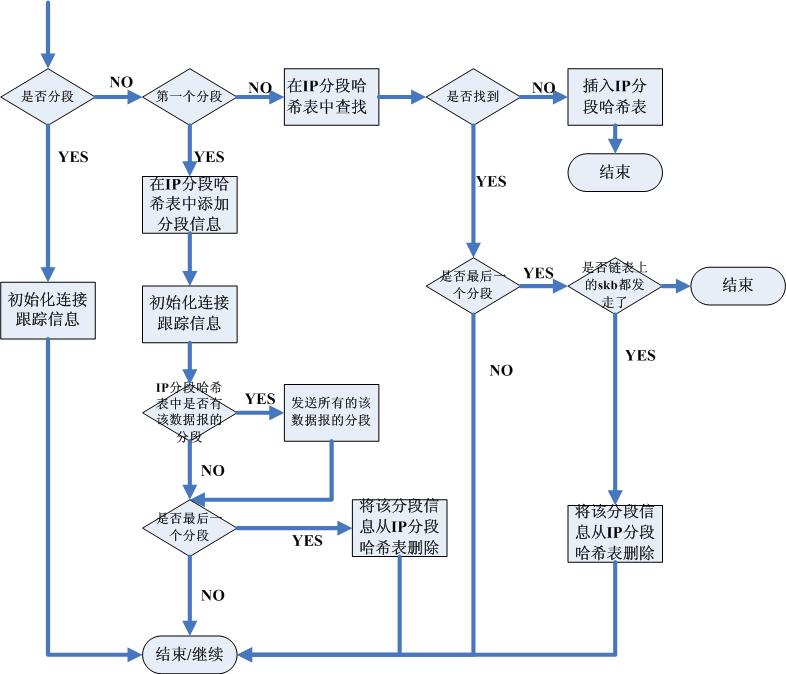 是否分段
NO
第一个分段
NO
在IP分段哈
希表中查找
是否找到
NO
插入IP分
段哈希表
YES
YES
YES
结束
在IP分段哈
希表中添加
分段信息
初始化连接
跟踪信息
初始化连接
跟踪信息
是否最后一
个分段
YES
是否链表上
的skb都发
走了
结束
NO
YES
IP分段哈希
表中是否有
该数据报的
分段
YES
发送所有的该
数据报的分段
NO
是否最后一
个分段
YES
将该分段信
息从IP分段
哈希表删除
将该分段信
息从IP分段
哈希表删除
NO
结束/继续